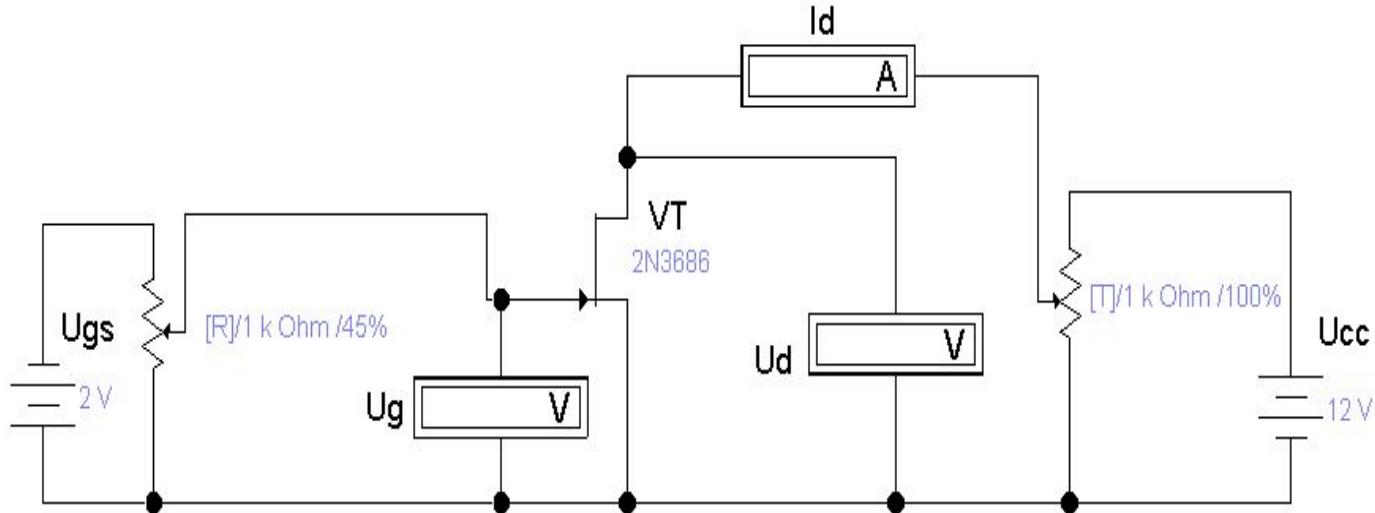 Id
A
VT
2N3686
Ugs
[R]/1 k Ohm /45%
[T]/1 k Ohm /100%
Ucc
Ud
V
2 V
Ug
V
12 V